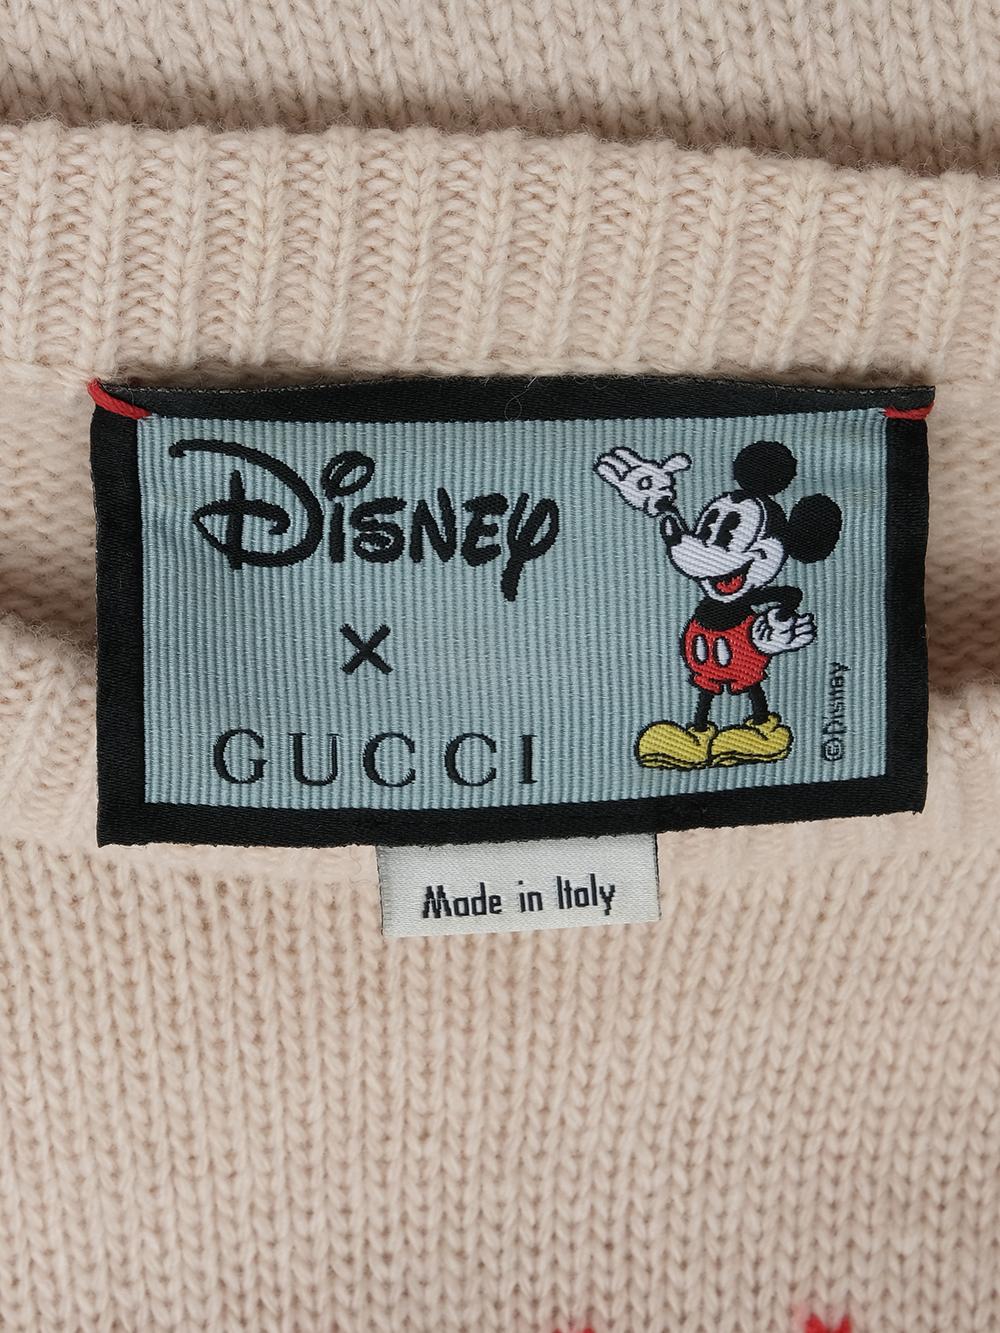 Disney
×
GUCCI
©Disney
Made in Italy